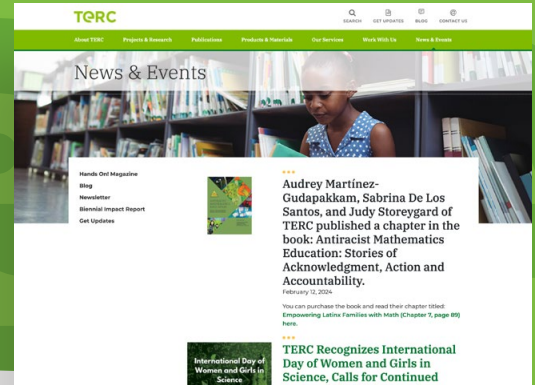 TERC
SEARCH
GET UPDATES
BLOG
CONTACT US
About TERC
Projects & Research
Publications
Products & Materials
Our Services
Work With Us
News & Events
News & Events
Hands On! Magazine
Blog
Newsletter
Biennial Impact Report
Get Updates
Audrey Martínez-
Gudapakkam, Sabrina De Los
Santos, and Judy Storeygard of
TERC published a chapter in the
book: Antiracist Mathematics
Education: Stories of
Acknowledgment, Action and
Accountability.
February 12, 2024
You can purchase the book and read their chapter titled:
Empowering Latinx Families with Math (Chapter 7, page 89)
here.
International Day of
Women and Girls in
Science
TERC Recognizes International
Day of Women and Girls in
Science, Calls for Continued